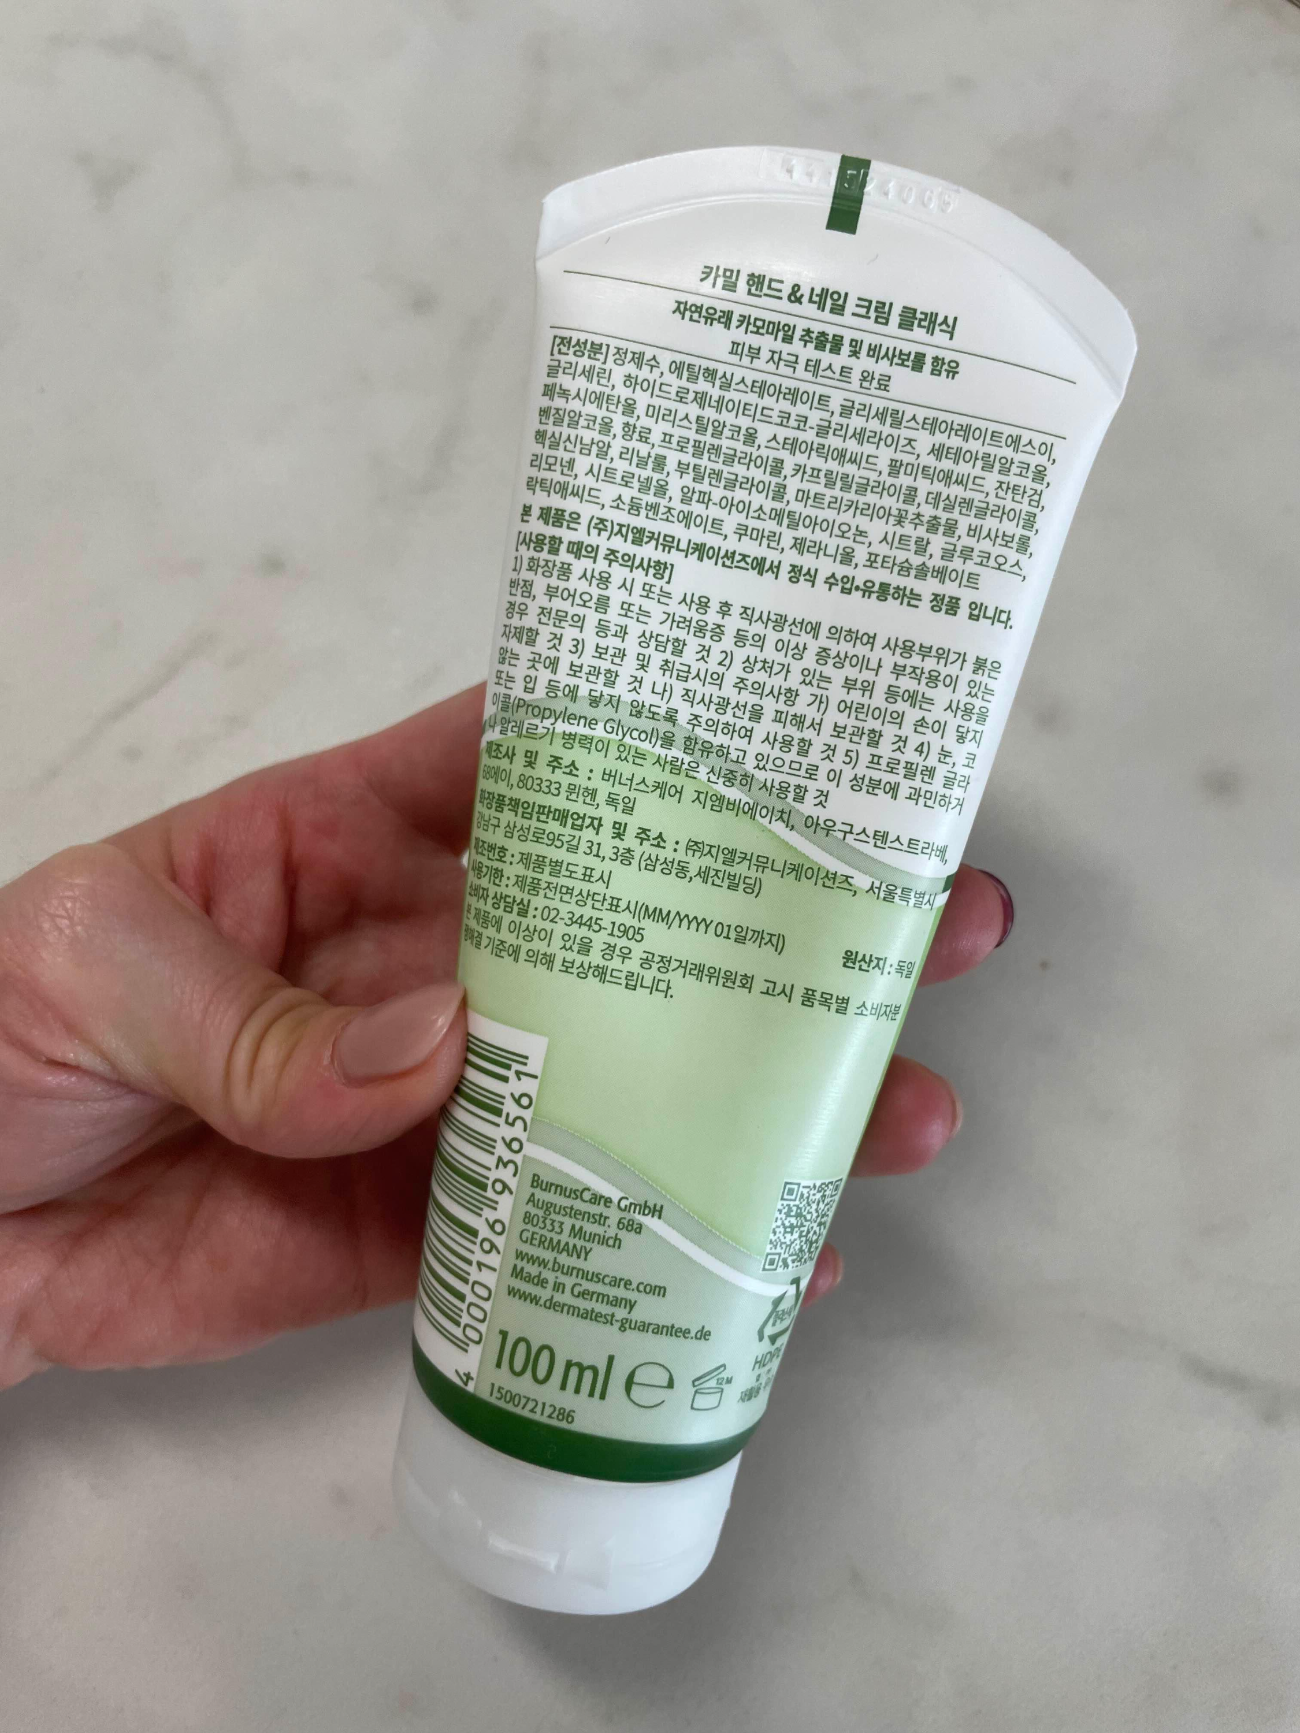 카밀 핸드 & 네일 크림 클래식
자연유래 카모마일 추출물 및 비사보롤 함유
피부 자극 테스트 완료
[전성분] 정제수, 에틸헥실스테아레이트, 글리세릴스테아레이트에스이,
글리세린, 하이드로제네이티드코코-글리세라이즈, 세테아릴알코올,
페녹시에탄올, 미리스틸알코올, 스테아릭애씨드, 팔미틱애씨드, 잔탄검,
벤질알코올, 향료, 프로필렌글라이콜, 카프릴릴글라이콜, 데실렌글라이콜,
헥실신남알, 리날룰, 부틸렌글라이콜, 마트리카리아꽃추출물, 비사보롤,
리모넨, 시트로넬올, 알파-아이소메틸아이오논, 시트랄, 글루코오스,
락틱애씨드, 소듐벤조에이트, 쿠마린, 제라니올, 포타슘솔베이트
본 제품은 (주)지엘커뮤니케이션즈에서 정식 수입•유통하는 정품 입니다.
[사용할 때의 주의사항]
1) 화장품 사용 시 또는 사용 후 직사광선에 의하여 사용부위가 붉은
반점, 부어오름 또는 가려움증 등의 이상 증상이나 부작용이 있는
경우 전문의 등과 상담할 것 2) 상처가 있는 부위 등에는 사용을
자제할 것 3) 보관 및 취급시의 주의사항 가) 어린이의 손이 닿지
않는 곳에 보관할 것 나) 직사광선을 피해서 보관할 것 4) 눈, 코
또는 입 등에 닿지 않도록 주의하여 사용할 것 5) 프로필렌 글라
이콜(Propylene Glycol)을 함유하고 있으므로 이 성분에 과민하거
나 알레르기 병력이 있는 사람은 신중히 사용할 것
제조사 및 주소 : 버너스케어 지엠비에이치, 아우구스텐스트라베,
68에이, 80333 뮌헨, 독일
화장품책임판매업자 및 주소 : ㈜지엘커뮤니케이션즈, 서울특별시
강남구 삼성로95길 31, 3층 (삼성동,세진빌딩)
제조번호 : 제품별도표시
사용기한 : 제품전면상단표시(MM/YYYY 01일까지)
소비자 상담실 : 02-3445-1905 원산지 : 독일
본 제품에 이상이 있을 경우 공정거래위원회 고시 품목별 소비자분
쟁해결 기준에 의해 보상해드립니다.
4 000196 936561
BurnusCare GmbH
Augustenstr. 68a
80333 Munich
GERMANY
www.burnuscare.com
Made in Germany
www.dermatest-guarantee.de
100 ml ℮
12 M
HDPE
1500721286